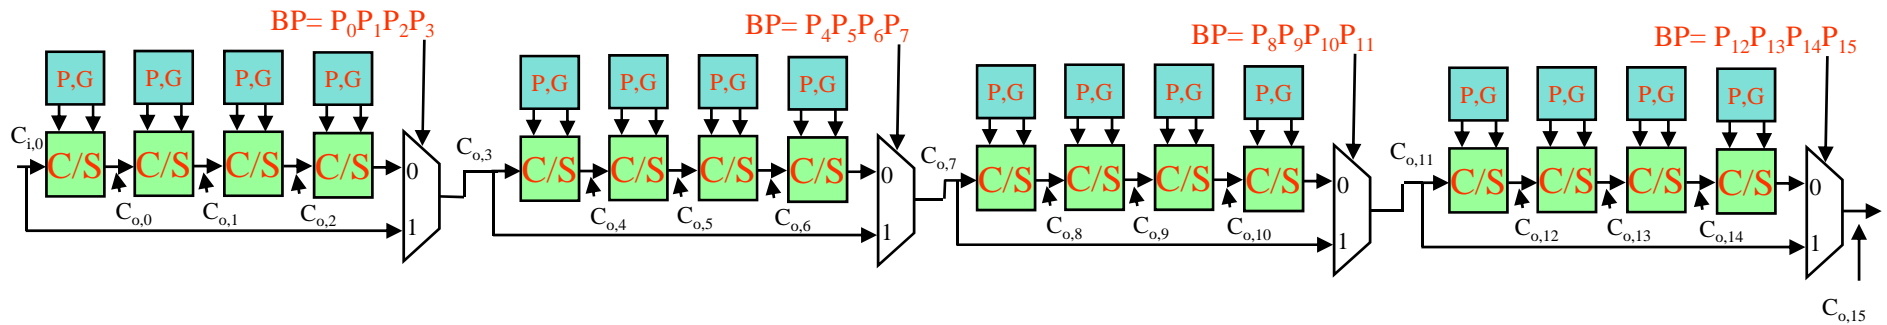 BP= P₀P₁P₂P₃
BP= P₄P₅P₆P₇
BP= P₈P₉P₁₀P₁₁
BP= P₁₂P₁₃P₁₄P₁₅
P,G P,G P,G P,G
P,G P,G P,G P,G
P,G P,G P,G P,G
P,G P,G P,G P,G
Cᵢ,₀
C/S C/S C/S C/S
0
1
Cₒ,₀ Cₒ,₁ Cₒ,₂
Cₒ,₃
C/S C/S C/S C/S
0
1
Cₒ,₄ Cₒ,₅ Cₒ,₆
Cₒ,₇
C/S C/S C/S C/S
0
1
Cₒ,₈ Cₒ,₉ Cₒ,₁₀
Cₒ,₁₁
C/S C/S C/S C/S
0
1
Cₒ,₁₂ Cₒ,₁₃ Cₒ,₁₄
Cₒ,₁₅